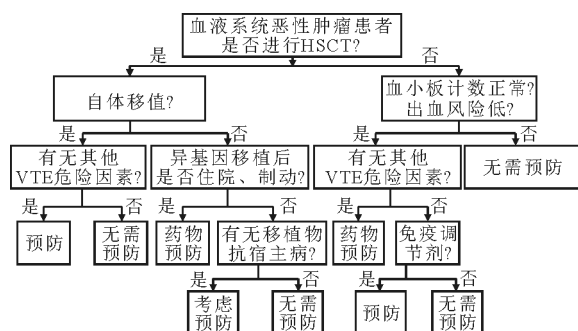 血液系统恶性肿瘤患者
是否进行HSCT?
是
否
自体移值?
血小板计数正常?
出血风险低?
是
否
是
否
有无其他
VTE危险因素?
异基因移植后
是否住院、制动?
有无其他
VTE危险因素?
无需预防
是
否
是
否
是
否
预防
无需
预防
药物
预防
有无移植物
抗宿主病?
药物
预防
免疫调
节剂?
是
否
是
否
考虑
预防
无需
预防
预防
无需
预防